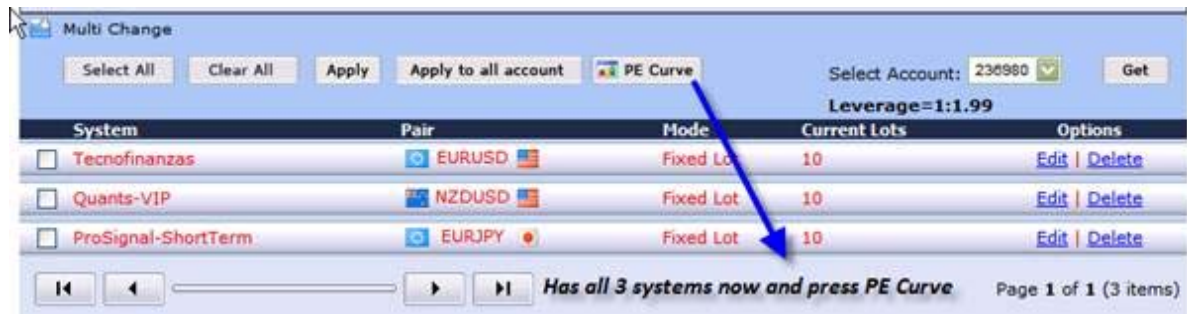 Multi Change
Select All Clear All Apply Apply to all account PE Curve Select Account: 236980 Get
Leverage=1:1.99
System Pair Mode Current Lots Options
Tecnofinanzas EURUSD Fixed Lot 10 Edit | Delete
Quants-VIP NZDUSD Fixed Lot 10 Edit | Delete
ProSignal-ShortTerm EURJPY Fixed Lot 10 Edit | Delete
Has all 3 systems now and press PE Curve Page 1 of 1 (3 items)